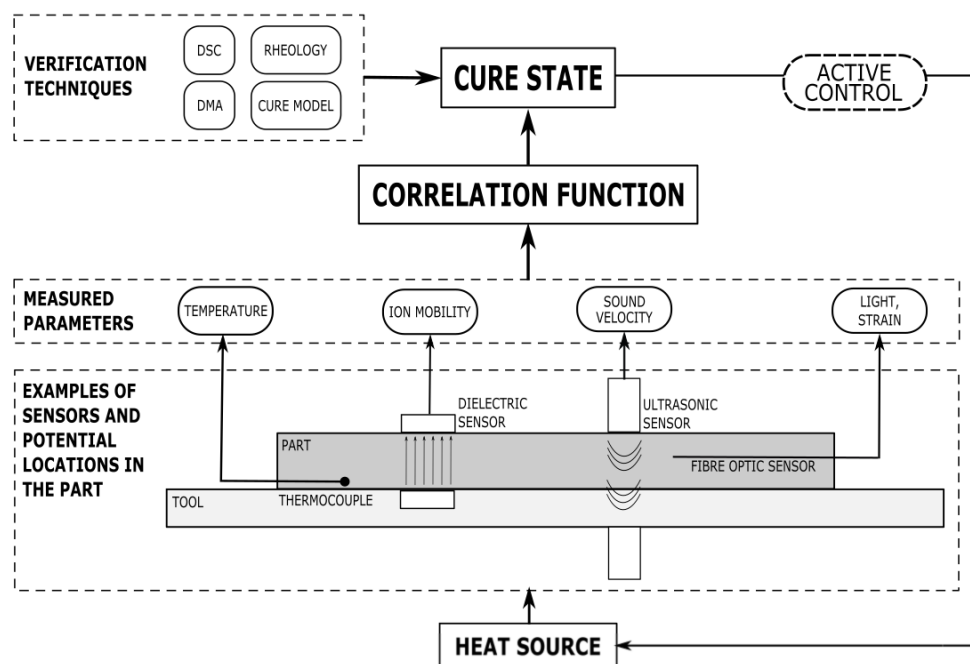 VERIFICATION
TECHNIQUES
DSC
RHEOLOGY
DMA
CURE MODEL
CURE STATE
ACTIVE
CONTROL
CORRELATION FUNCTION
MEASURED
PARAMETERS
TEMPERATURE
ION MOBILITY
SOUND
VELOCITY
LIGHT,
STRAIN
EXAMPLES OF
SENSORS AND
POTENTIAL
LOCATIONS IN
THE PART
DIELECTRIC
SENSOR
ULTRASONIC
SENSOR
PART
FIBRE OPTIC SENSOR
THERMOCOUPLE
TOOL
HEAT SOURCE